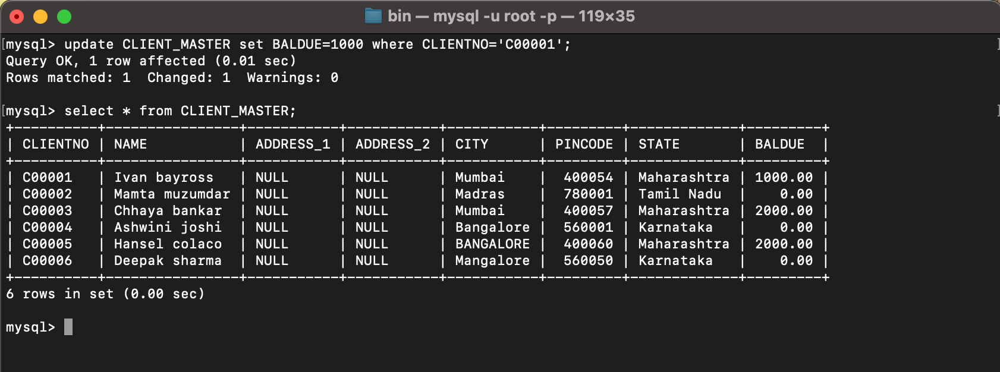 bin — mysql -u root -p — 119×35
mysql> update CLIENT_MASTER set BALDUE=1000 where CLIENTNO='C00001';
Query OK, 1 row affected (0.01 sec)
Rows matched: 1  Changed: 1  Warnings: 0

mysql> select * from CLIENT_MASTER;
+----------+----------------+-----------+-----------+-----------+---------+-------------+---------+
| CLIENTNO | NAME           | ADDRESS_1 | ADDRESS_2 | CITY      | PINCODE | STATE       | BALDUE  |
+----------+----------------+-----------+-----------+-----------+---------+-------------+---------+
| C00001   | Ivan bayross   | NULL      | NULL      | Mumbai    |  400054 | Maharashtra | 1000.00 |
| C00002   | Mamta muzumdar | NULL      | NULL      | Madras    |  780001 | Tamil Nadu  |    0.00 |
| C00003   | Chhaya bankar  | NULL      | NULL      | Mumbai    |  400057 | Maharashtra | 2000.00 |
| C00004   | Ashwini joshi  | NULL      | NULL      | Bangalore |  560001 | Karnataka   |    0.00 |
| C00005   | Hansel colaco  | NULL      | NULL      | BANGALORE |  400060 | Maharashtra | 2000.00 |
| C00006   | Deepak sharma  | NULL      | NULL      | Mangalore |  560050 | Karnataka   |    0.00 |
+----------+----------------+-----------+-----------+-----------+---------+-------------+---------+
6 rows in set (0.00 sec)

mysql>